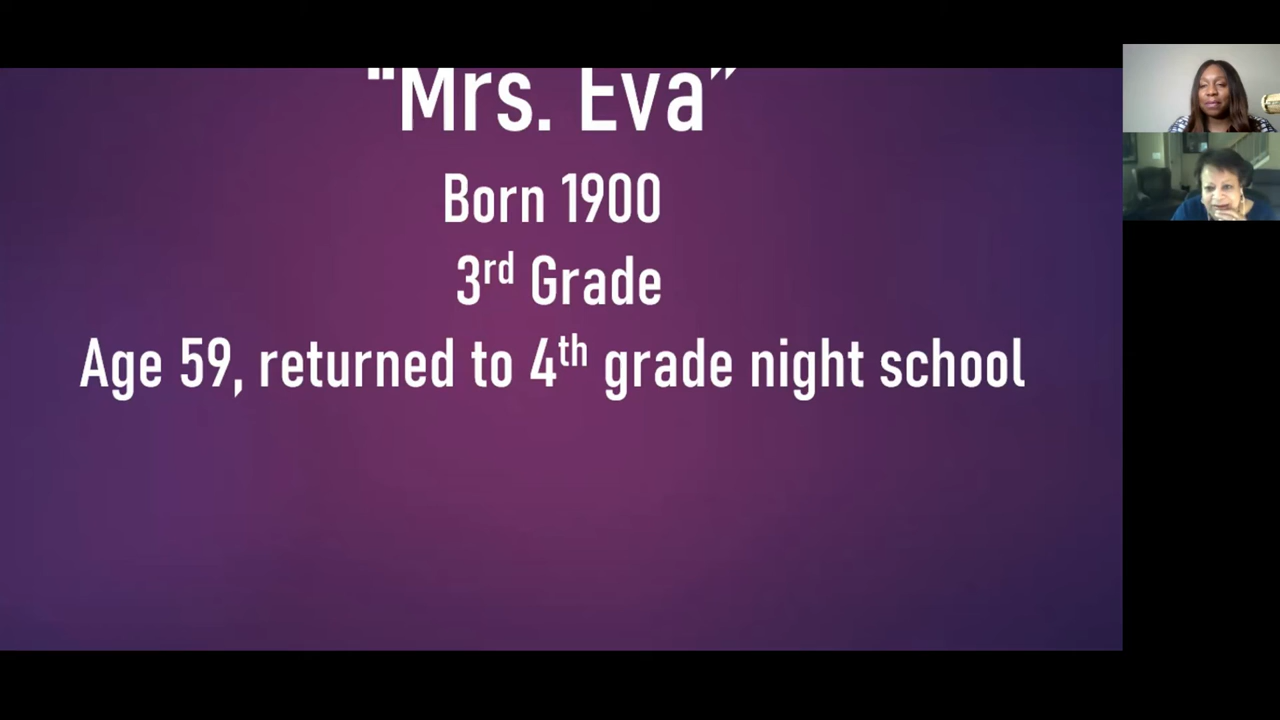 "Mrs. Eva"
Born 1900
3rd Grade
Age 59, returned to 4th grade night school